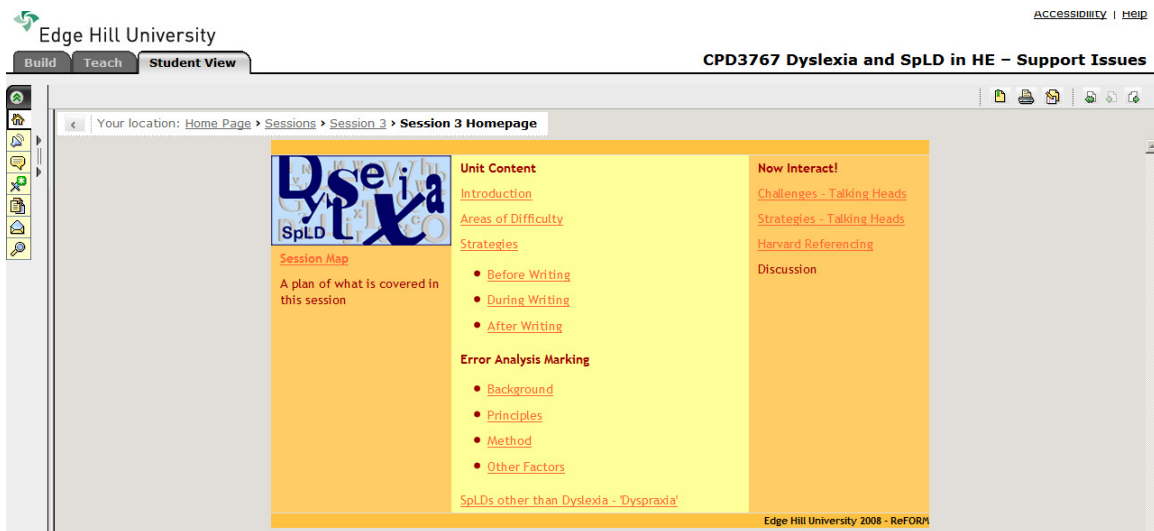 Accessibility | Help
Edge Hill University
Build Teach Student View
CPD3767 Dyslexia and SpLD in HE – Support Issues
Your location: Home Page › Sessions › Session 3 › Session 3 Homepage
SpLD
Session Map
A plan of what is covered in
this session
Unit Content
Introduction
Areas of Difficulty
Strategies
• Before Writing
• During Writing
• After Writing
Error Analysis Marking
• Background
• Principles
• Method
• Other Factors
SpLDs other than Dyslexia - 'Dyspraxia'
Now Interact!
Challenges - Talking Heads
Strategies - Talking Heads
Harvard Referencing
Discussion
Edge Hill University 2008 - ReFORM